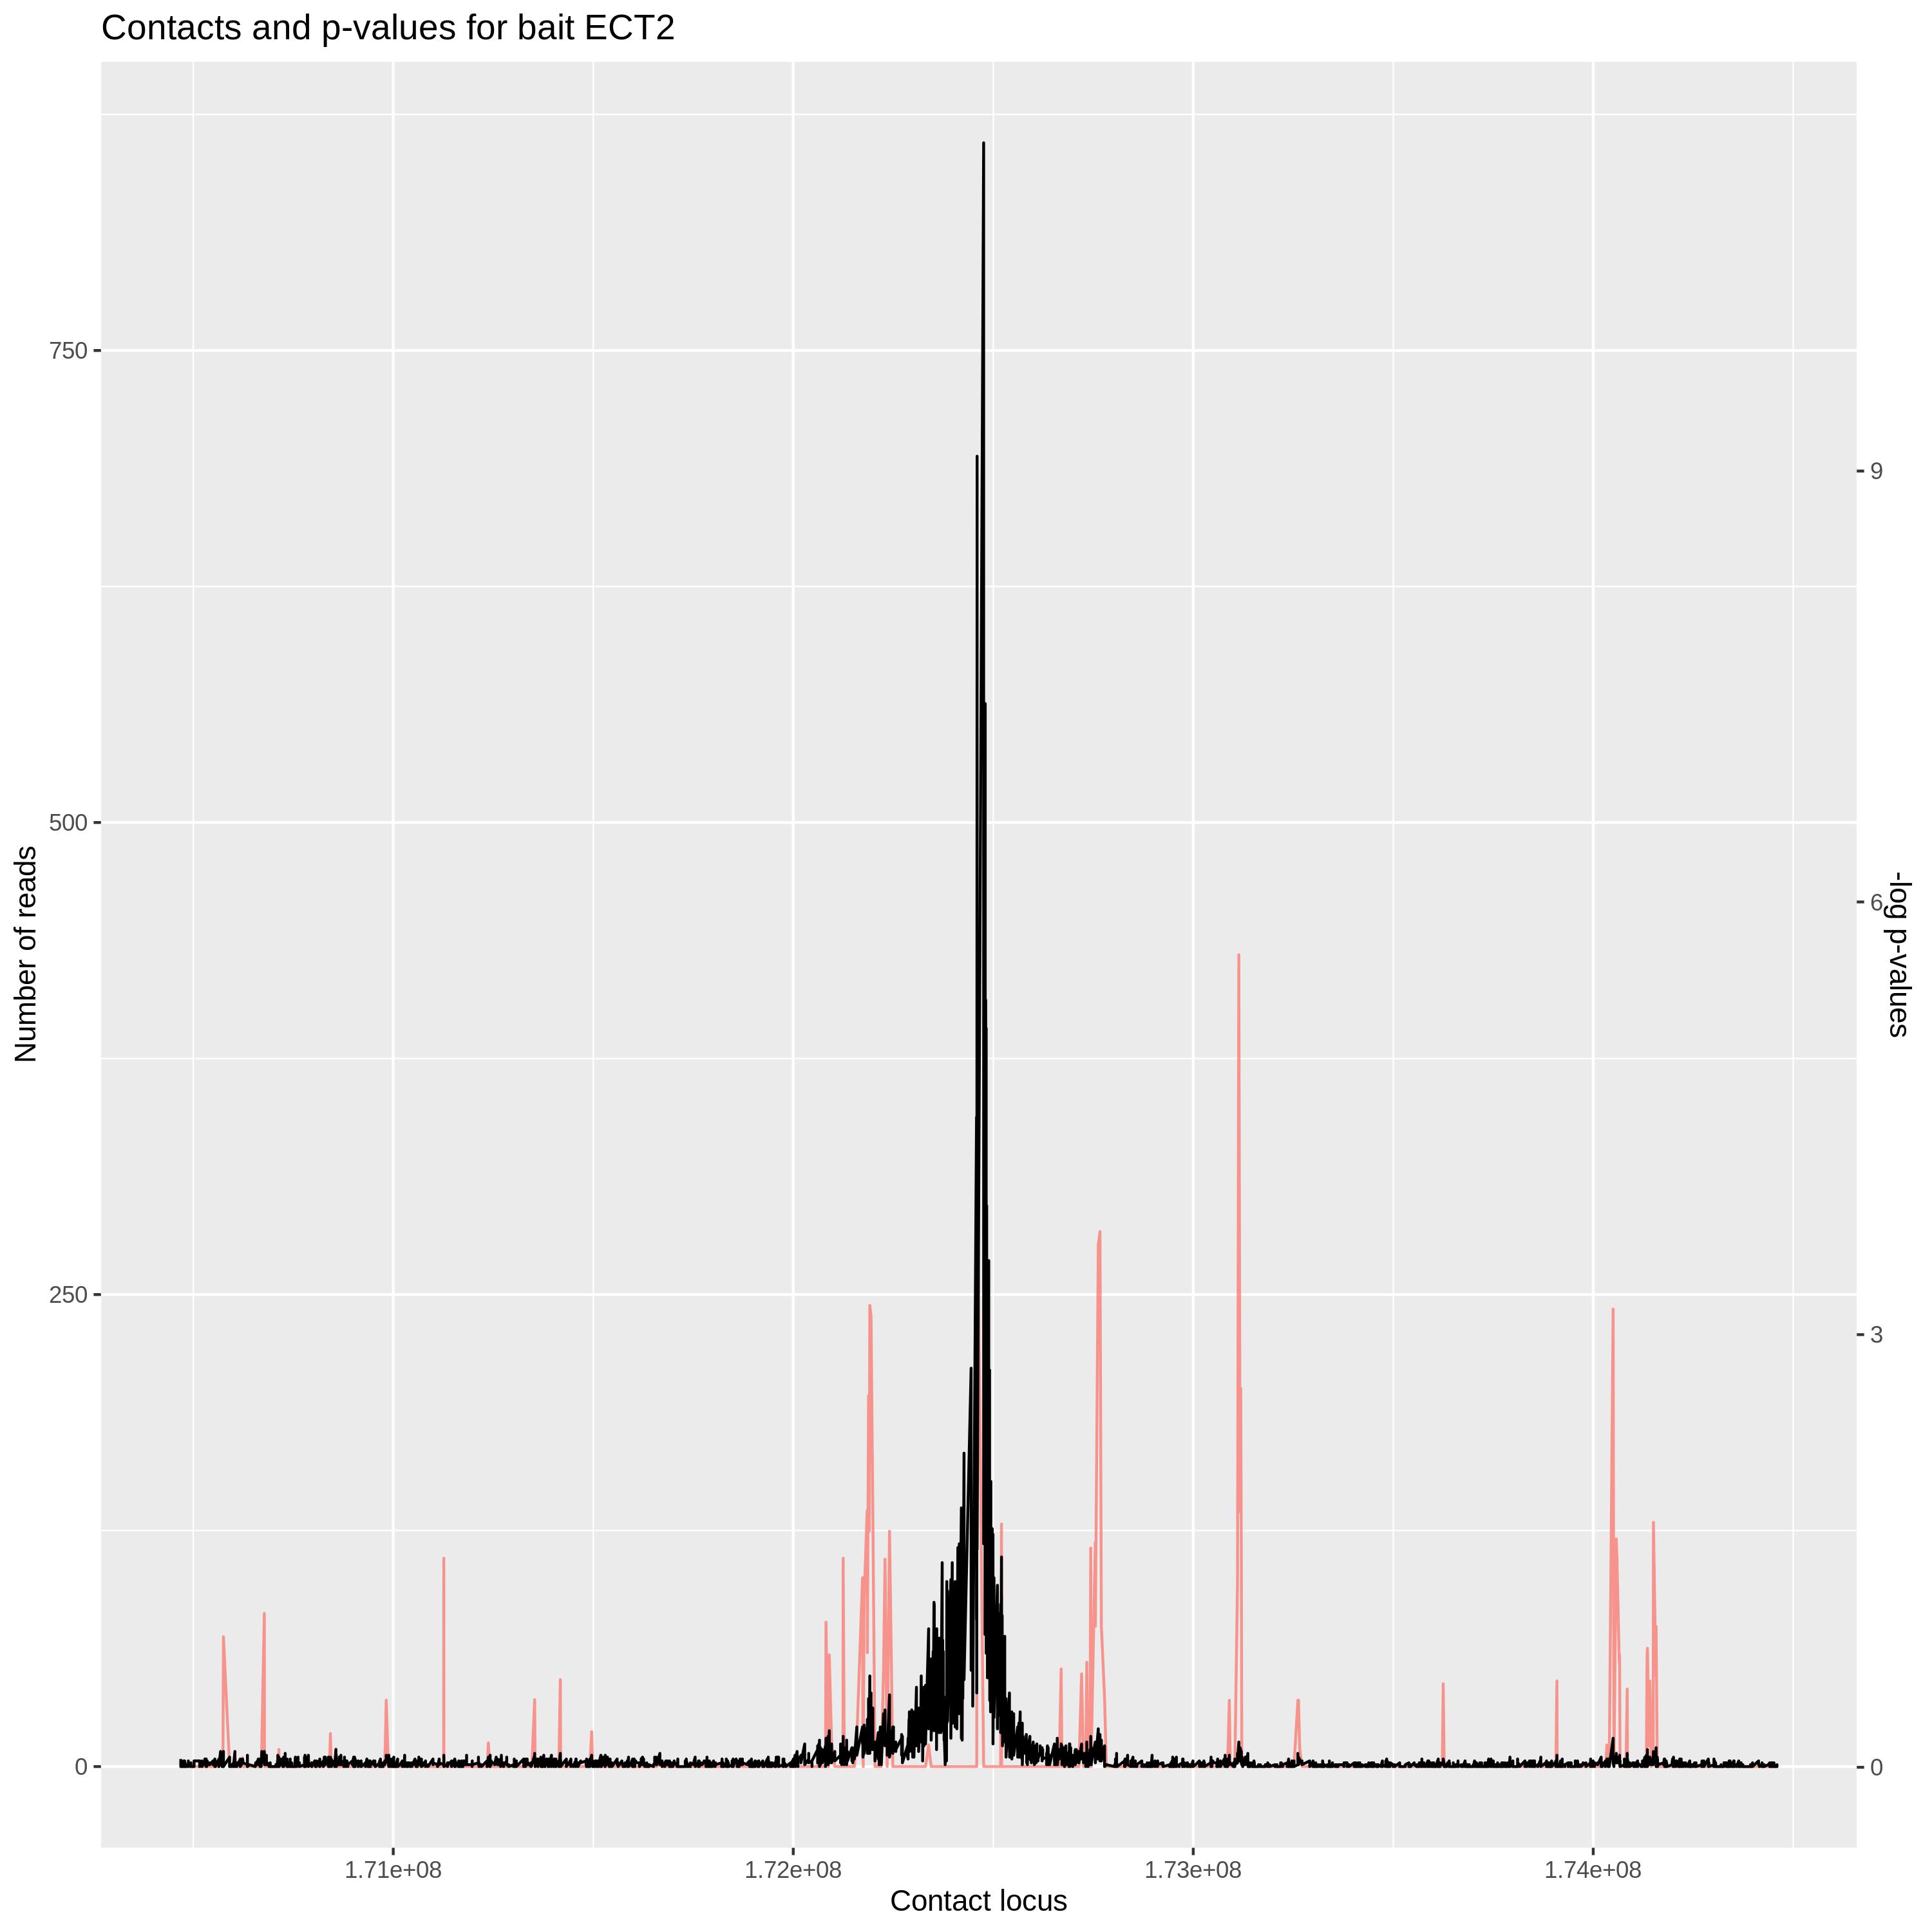 Contacts and p-values for bait ECT2
Number of reads
750
500
250
0
9
6
3
0
-log p-values
1.71e+08
1.72e+08
1.73e+08
1.74e+08
Contact locus